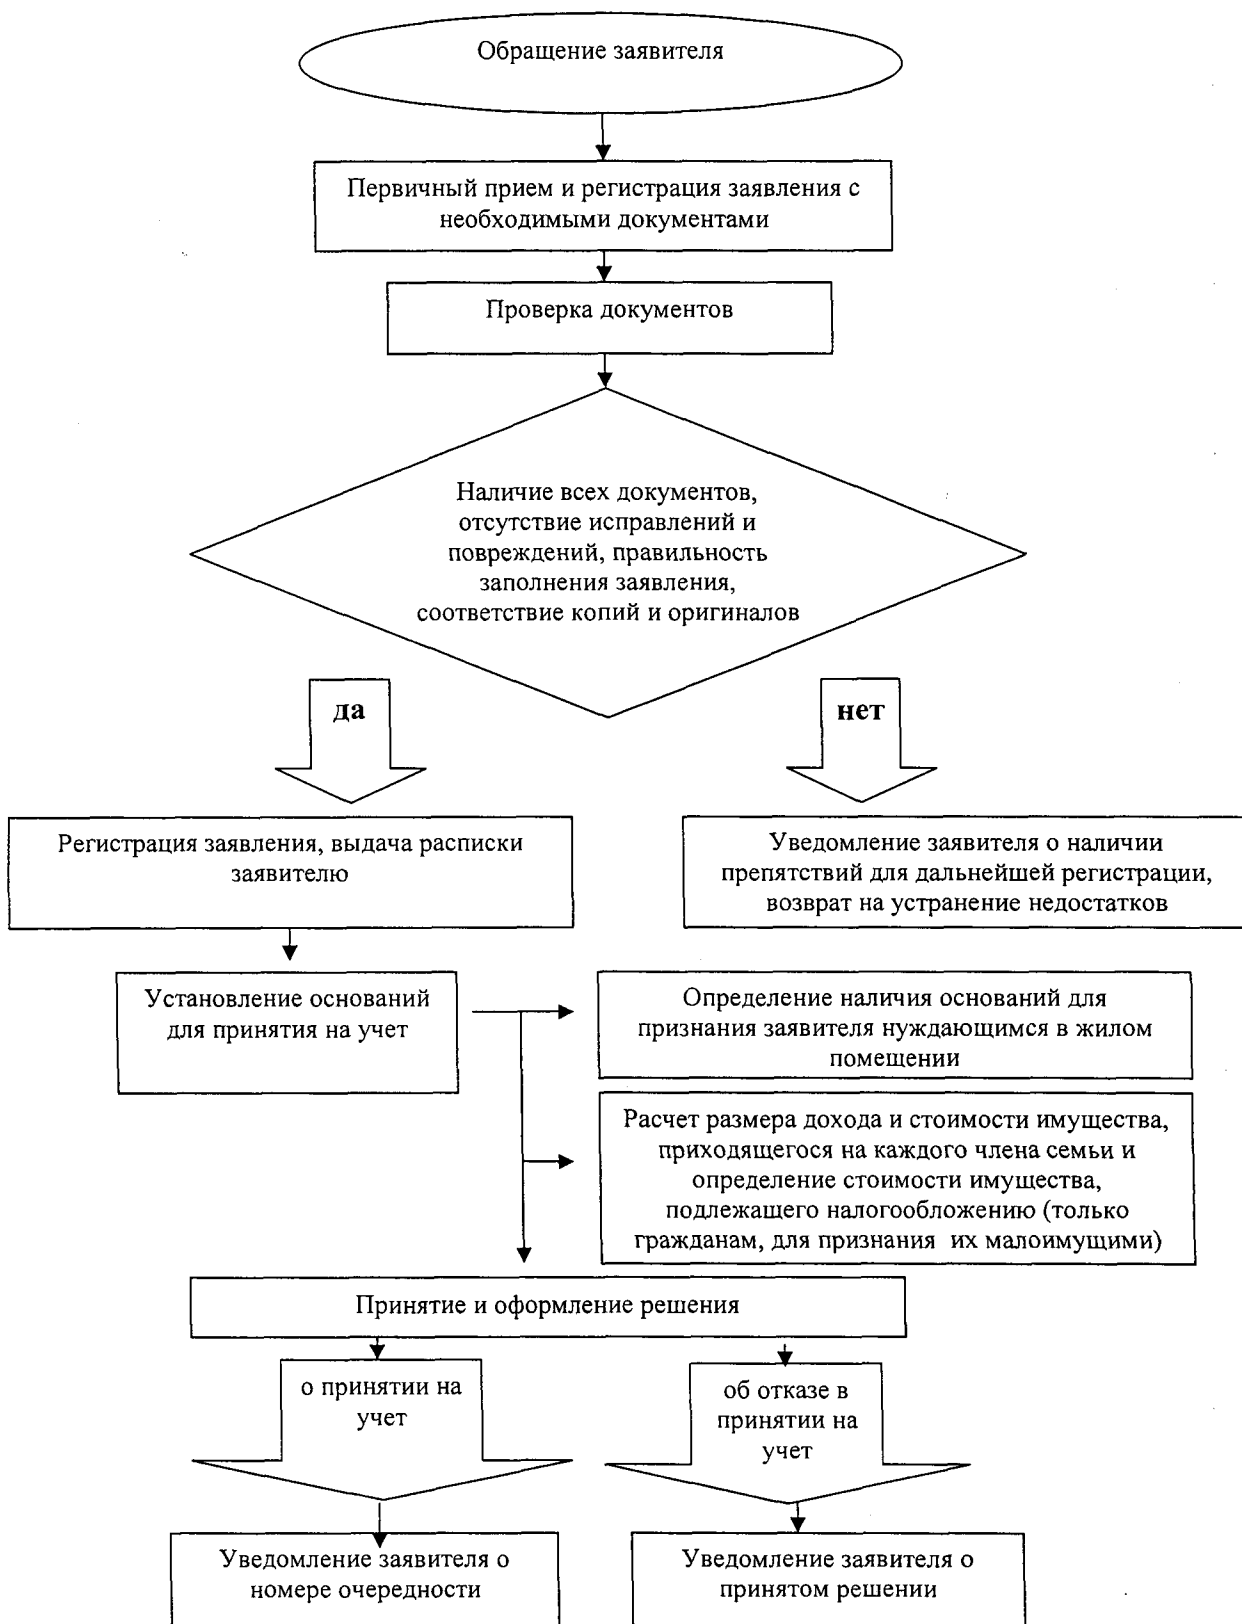 Обращение заявителя
Первичный прием и регистрация заявления с
необходимыми документами
Проверка документов
Наличие всех документов,
отсутствие исправлений и
повреждений, правильность
заполнения заявления,
соответствие копий и оригиналов
да
нет
Регистрация заявления, выдача расписки
заявителю
Уведомление заявителя о наличии
препятствий для дальнейшей регистрации,
возврат на устранение недостатков
Установление оснований
для принятия на учет
Определение наличия оснований для
признания заявителя нуждающимся в жилом
помещении
Расчет размера дохода и стоимости имущества,
приходящегося на каждого члена семьи и
определение стоимости имущества,
подлежащего налогообложению (только
гражданам, для признания их малоимущими)
Принятие и оформление решения
о принятии на
учет
об отказе в
принятии на
учет
Уведомление заявителя о
номере очередности
Уведомление заявителя о
принятом решении